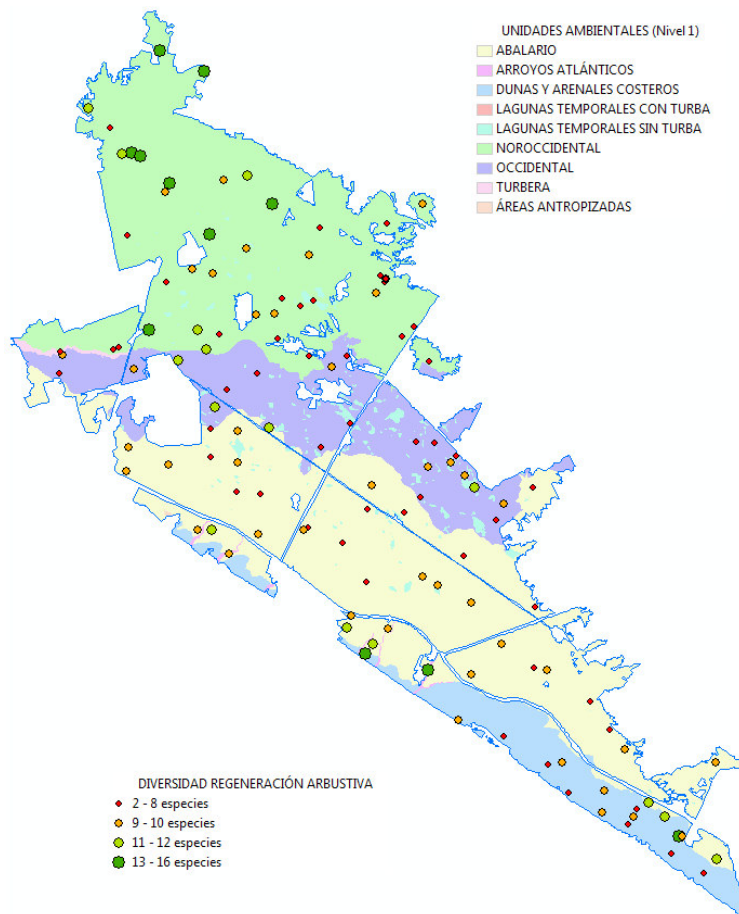 UNIDADES AMBIENTALES (Nivel 1)
ABALARIO
ARROYOS ATLÁNTICOS
DUNAS Y ARENALES COSTEROS
LAGUNAS TEMPORALES CON TURBA
LAGUNAS TEMPORALES SIN TURBA
NOROCCIDENTAL
OCCIDENTAL
TURBERA
ÁREAS ANTROPIZADAS
DIVERSIDAD REGENERACIÓN ARBUSTIVA
2 - 8 especies
9 - 10 especies
11 - 12 especies
13 - 16 especies